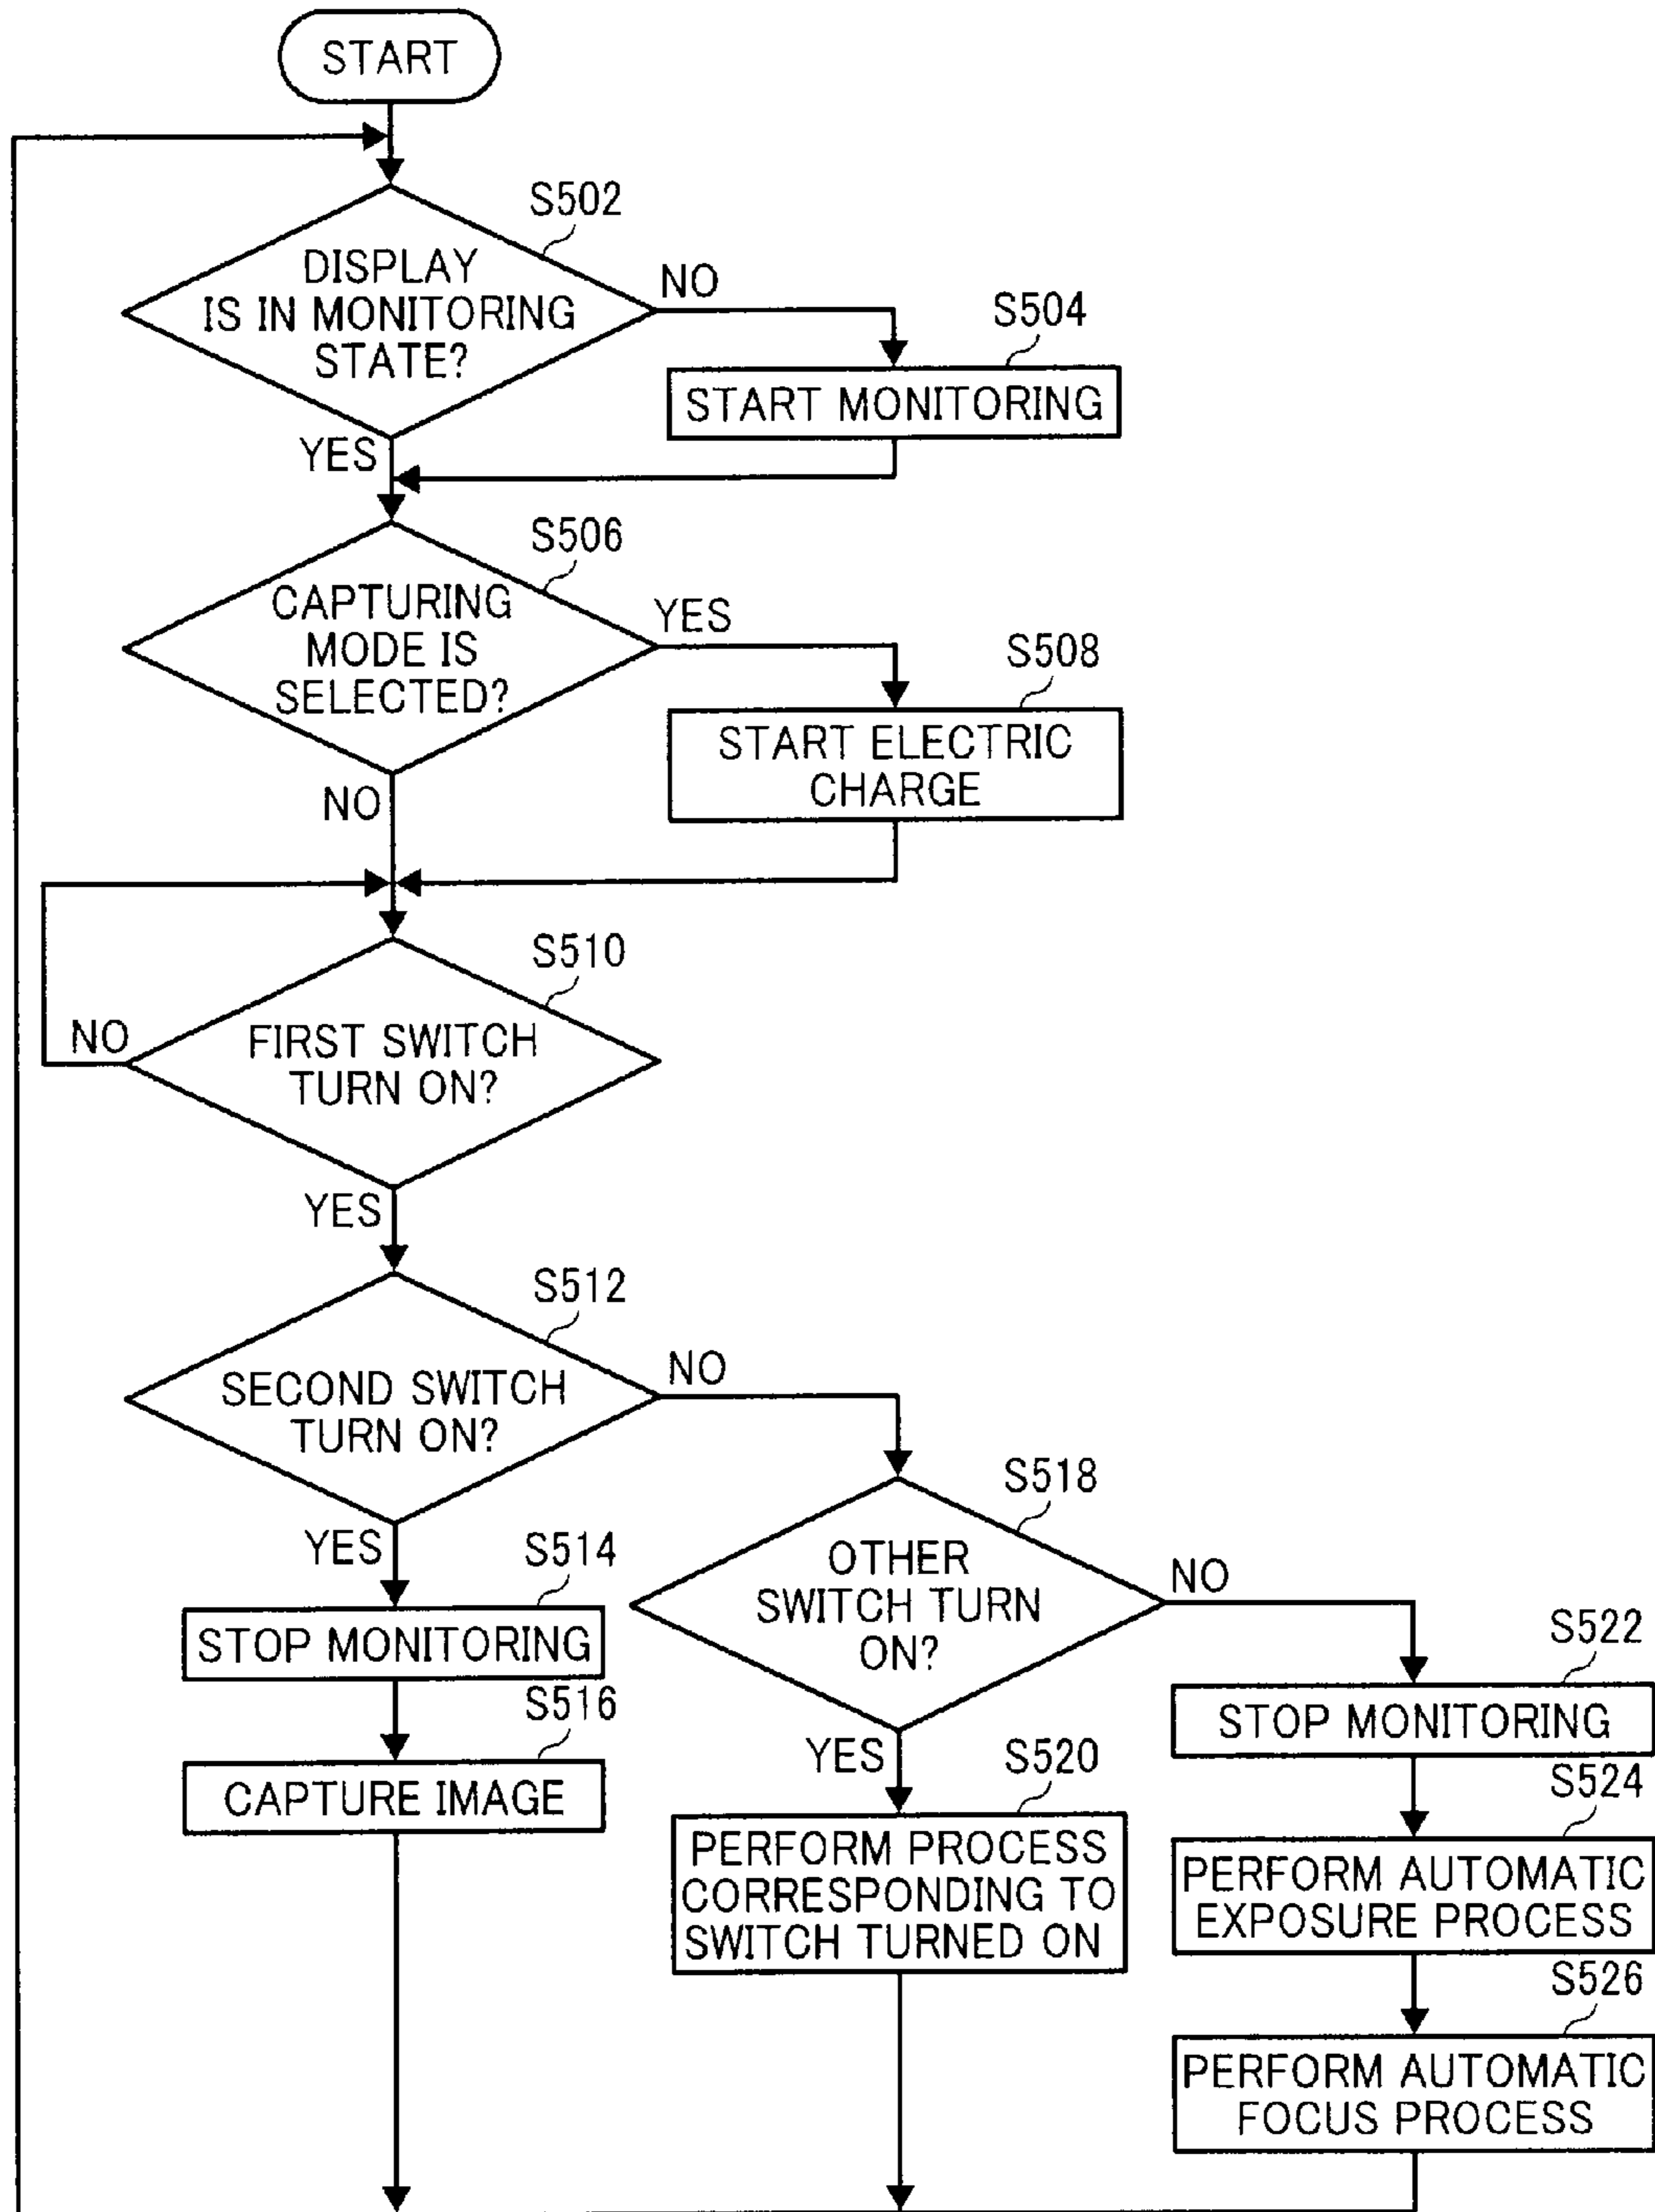 START
S502
DISPLAY
IS IN MONITORING
STATE?
NO
S504
START MONITORING
YES
S506
CAPTURING
MODE IS
SELECTED?
YES
S508
START ELECTRIC
CHARGE
NO
S510
FIRST SWITCH
TURN ON?
NO
YES
S512
SECOND SWITCH
TURN ON?
NO
YES
S514
STOP MONITORING
S516
CAPTURE IMAGE
S518
OTHER
SWITCH TURN
ON?
NO
YES
S520
PERFORM PROCESS
CORRESPONDING TO
SWITCH TURNED ON
S522
STOP MONITORING
S524
PERFORM AUTOMATIC
EXPOSURE PROCESS
S526
PERFORM AUTOMATIC
FOCUS PROCESS